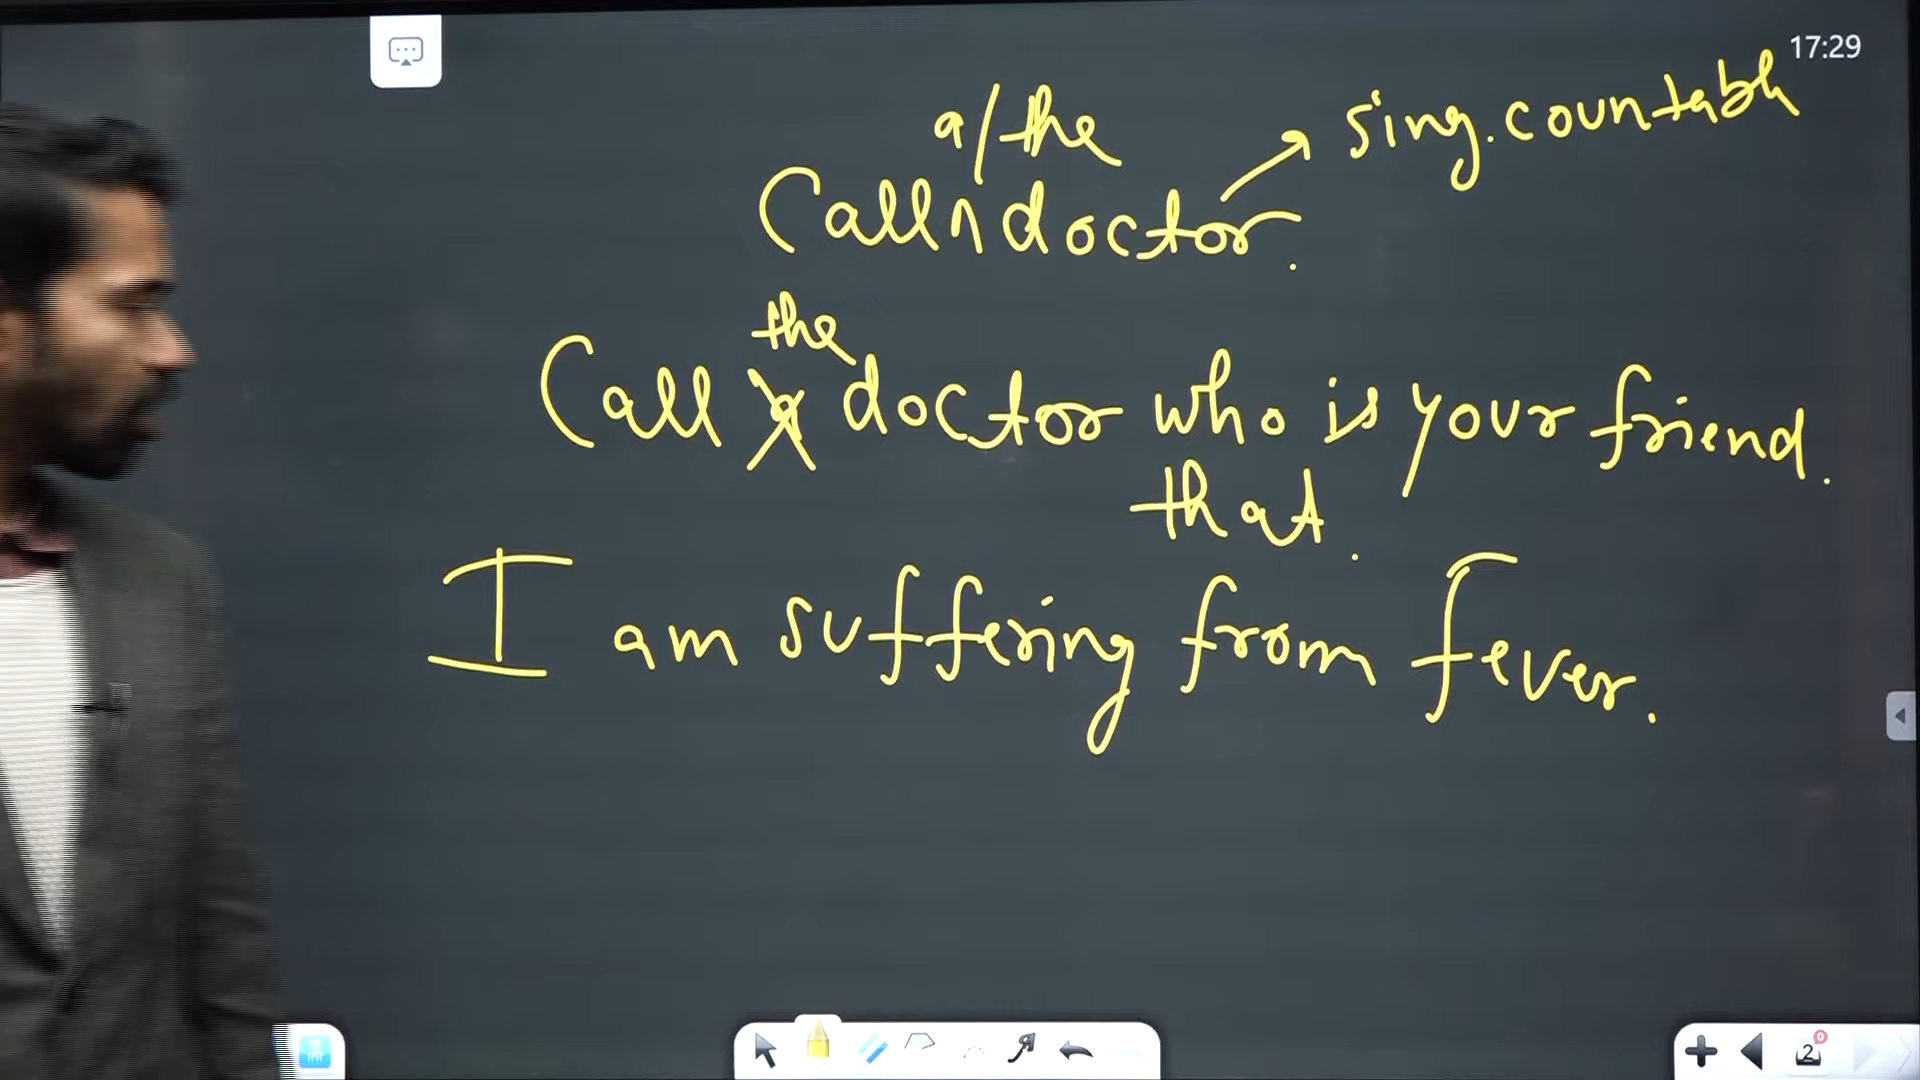 17:29
a/the
sing. countable
Call ^ doctor.
the
Call a doctor who is your friend.
that.
I am suffering from fever.
2